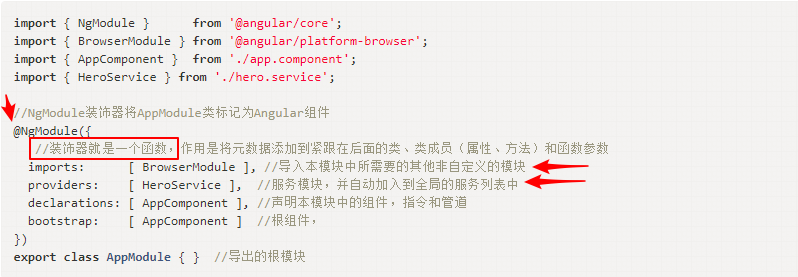 import { NgModule }      from '@angular/core';
import { BrowserModule } from '@angular/platform-browser';
import { AppComponent }  from './app.component';
import { HeroService } from './hero.service';
//NgModule装饰器将AppModule类标记为Angular组件
@NgModule({
//装饰器就是一个函数，作用是将元数据添加到紧跟在后面的类、类成员（属性、方法）和函数参数
imports:      [ BrowserModule ], //导入本模块中所需要的其他非自定义的模块
providers:    [ HeroService ],  //服务模块，并自动加入到全局的服务列表中
declarations: [ AppComponent ], //声明本模块中的组件，指令和管道
bootstrap:    [ AppComponent ]  //根组件，
})
export class AppModule { }  //导出的根模块